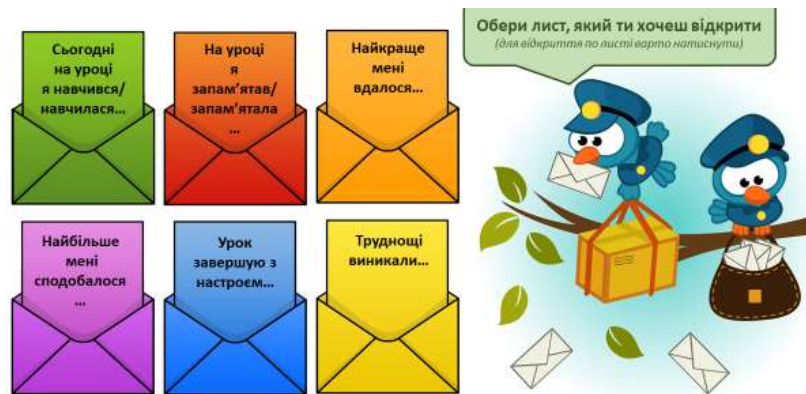 Сьогодні
на уроці
я навчився/
навчилася…
На уроці
я
запам’ятав/
запам’ятала
…
Найкраще
мені
вдалося…
Обери лист, який ти хочеш відкрити
(для відкриття по листі варто натиснути)
Найбільше
мені
сподобалося
…
Урок
завершую з
настроєм…
Труднощі
виникали…